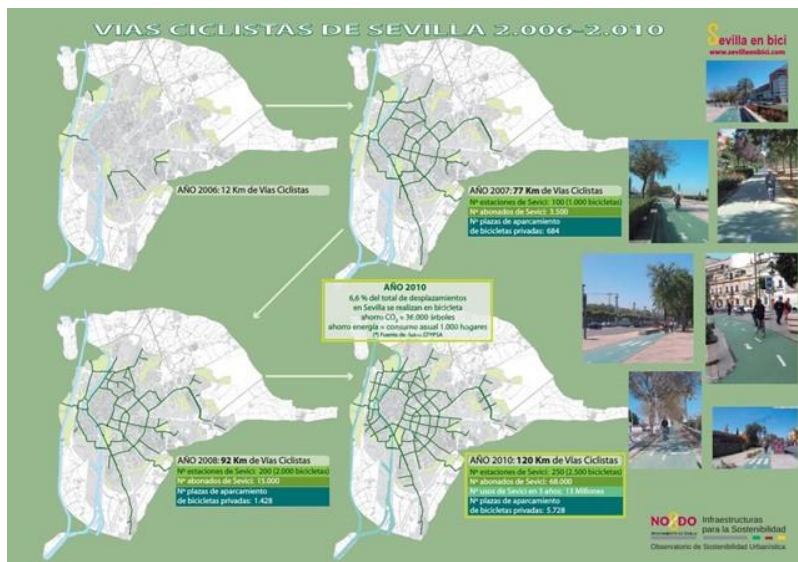 VIAS CICLISTAS DE SEVILLA 2.006-2.010
Sevilla en bici
www.sevillaenbici.com
AÑO 2006: 12 Km de Vías Ciclistas
AÑO 2007: 77 Km de Vías Ciclistas
Nº estaciones de Sevici: 100 (1.000 bicicletas)
Nº abonados de Sevici: 3.500
Nº plazas de aparcamiento
de bicicletas privadas: 684
AÑO 2010
6,6 % del total de desplazamientos
en Sevilla se realizan en bicicleta
ahorro CO₂ = 36.000 árboles
ahorro energía = consumo anual 1.000 hogares
(*) Fuente de
AÑO 2008: 92 Km de Vías Ciclistas
Nº estaciones de Sevici: 200 (2.000 bicicletas)
Nº abonados de Sevici: 15.000
Nº plazas de aparcamiento
de bicicletas privadas: 1.428
AÑO 2010: 120 Km de Vías Ciclistas
Nº estaciones de Sevici: 250 (2.500 bicicletas)
Nº abonados de Sevici: 68.000
Nº usos de Sevici en 3 años: 13 Millones
Nº plazas de aparcamiento
de bicicletas privadas: 5.728
NO8DO
Infraestructuras
para la Sostenibilidad
Observatorio de Sostenibilidad Urbanística